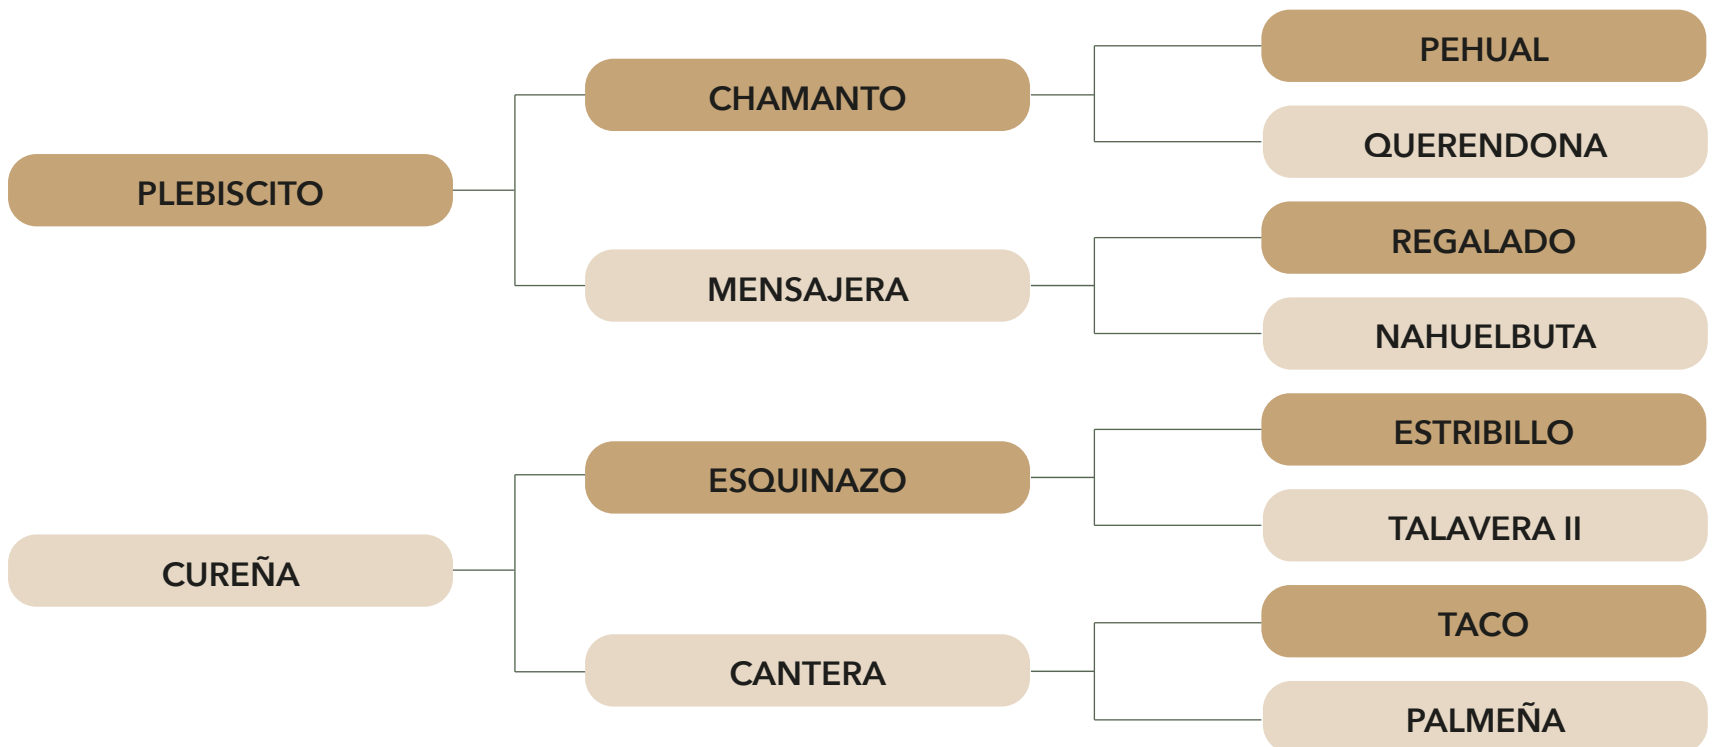 PEHUAL
CHAMANTO
QUERENDONA
PLEBISCITO
REGALADO
MENSAJERA
NAHUELBUTA
ESTRIBILLO
ESQUINAZO
TALAVERA II
CUREÑA
TACO
CANTERA
PALMEÑA